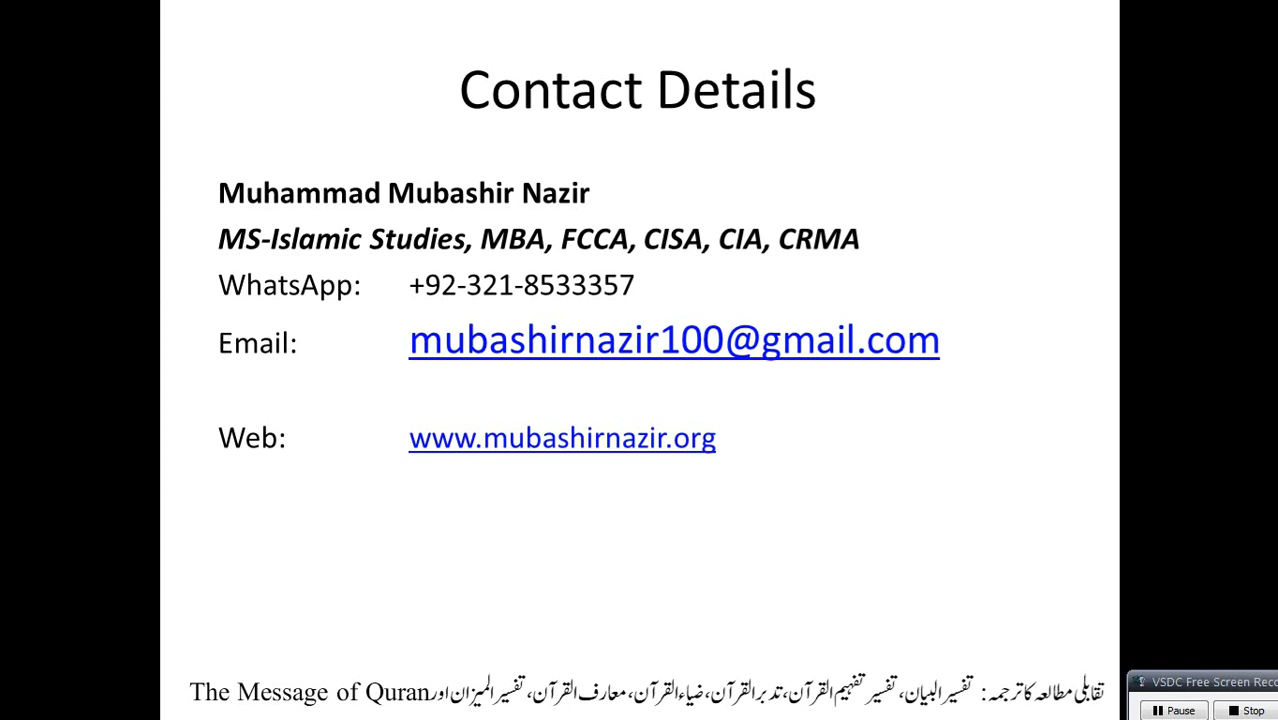 Contact Details
Muhammad Mubashir Nazir
MS-Islamic Studies, MBA, FCCA, CISA, CIA, CRMA
WhatsApp: +92-321-8533357
Email: mubashirnazir100@gmail.com
Web: www.mubashirnazir.org
تقابلی مطالعہ کا ترجمہ: تفسیر البیان، تفسیر تفہیم القرآن، تدبر القرآن، ضیاء القرآن، معارف القرآن، تفسیر المیزان اور The Message of Quran
VSDC Free Screen Reco
Pause Stop